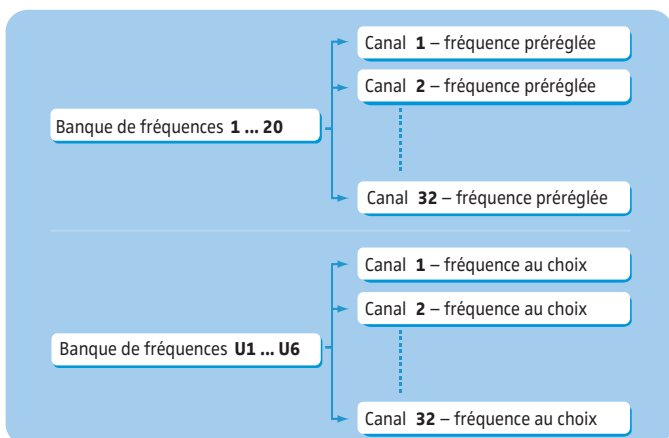 Canal 1 – fréquence préréglée
Canal 2 – fréquence préréglée
Banque de fréquences 1 ... 20
Canal 32 – fréquence préréglée
Canal 1 – fréquence au choix
Canal 2 – fréquence au choix
Banque de fréquences U1 ... U6
Canal 32 – fréquence au choix